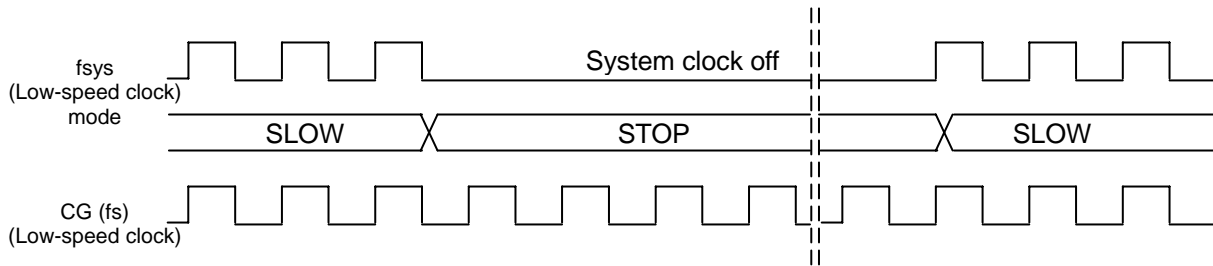 fsys
(Low-speed clock)
mode
System clock off
SLOW
STOP
SLOW
CG (fs)
(Low-speed clock)